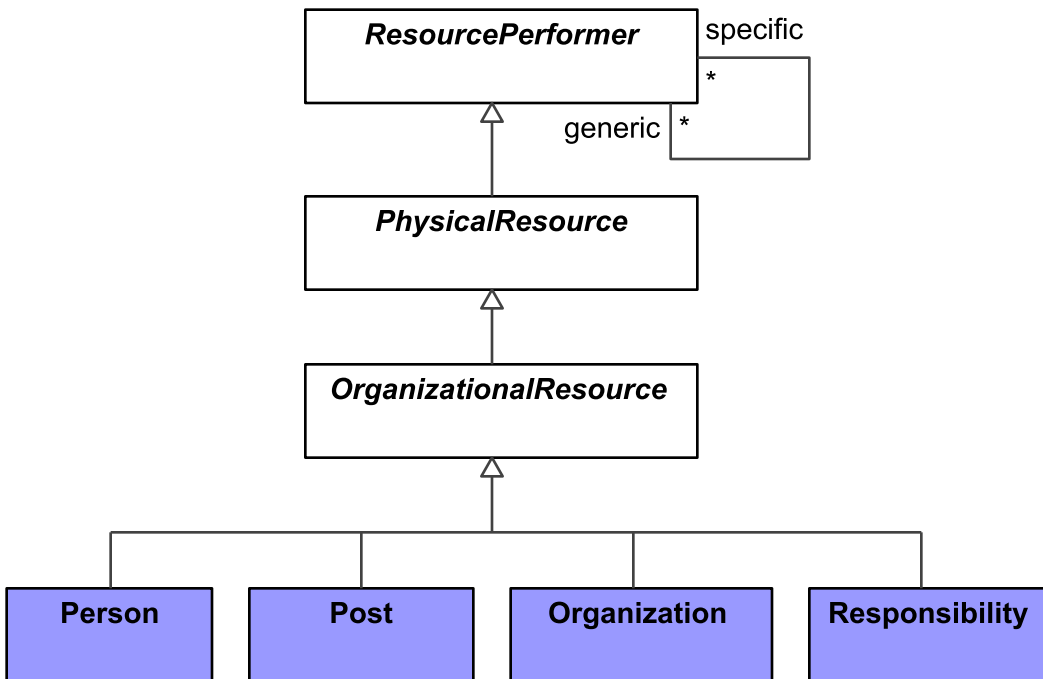 ResourcePerformer
specific
*
generic
*
PhysicalResource
OrganizationalResource
Person
Post
Organization
Responsibility